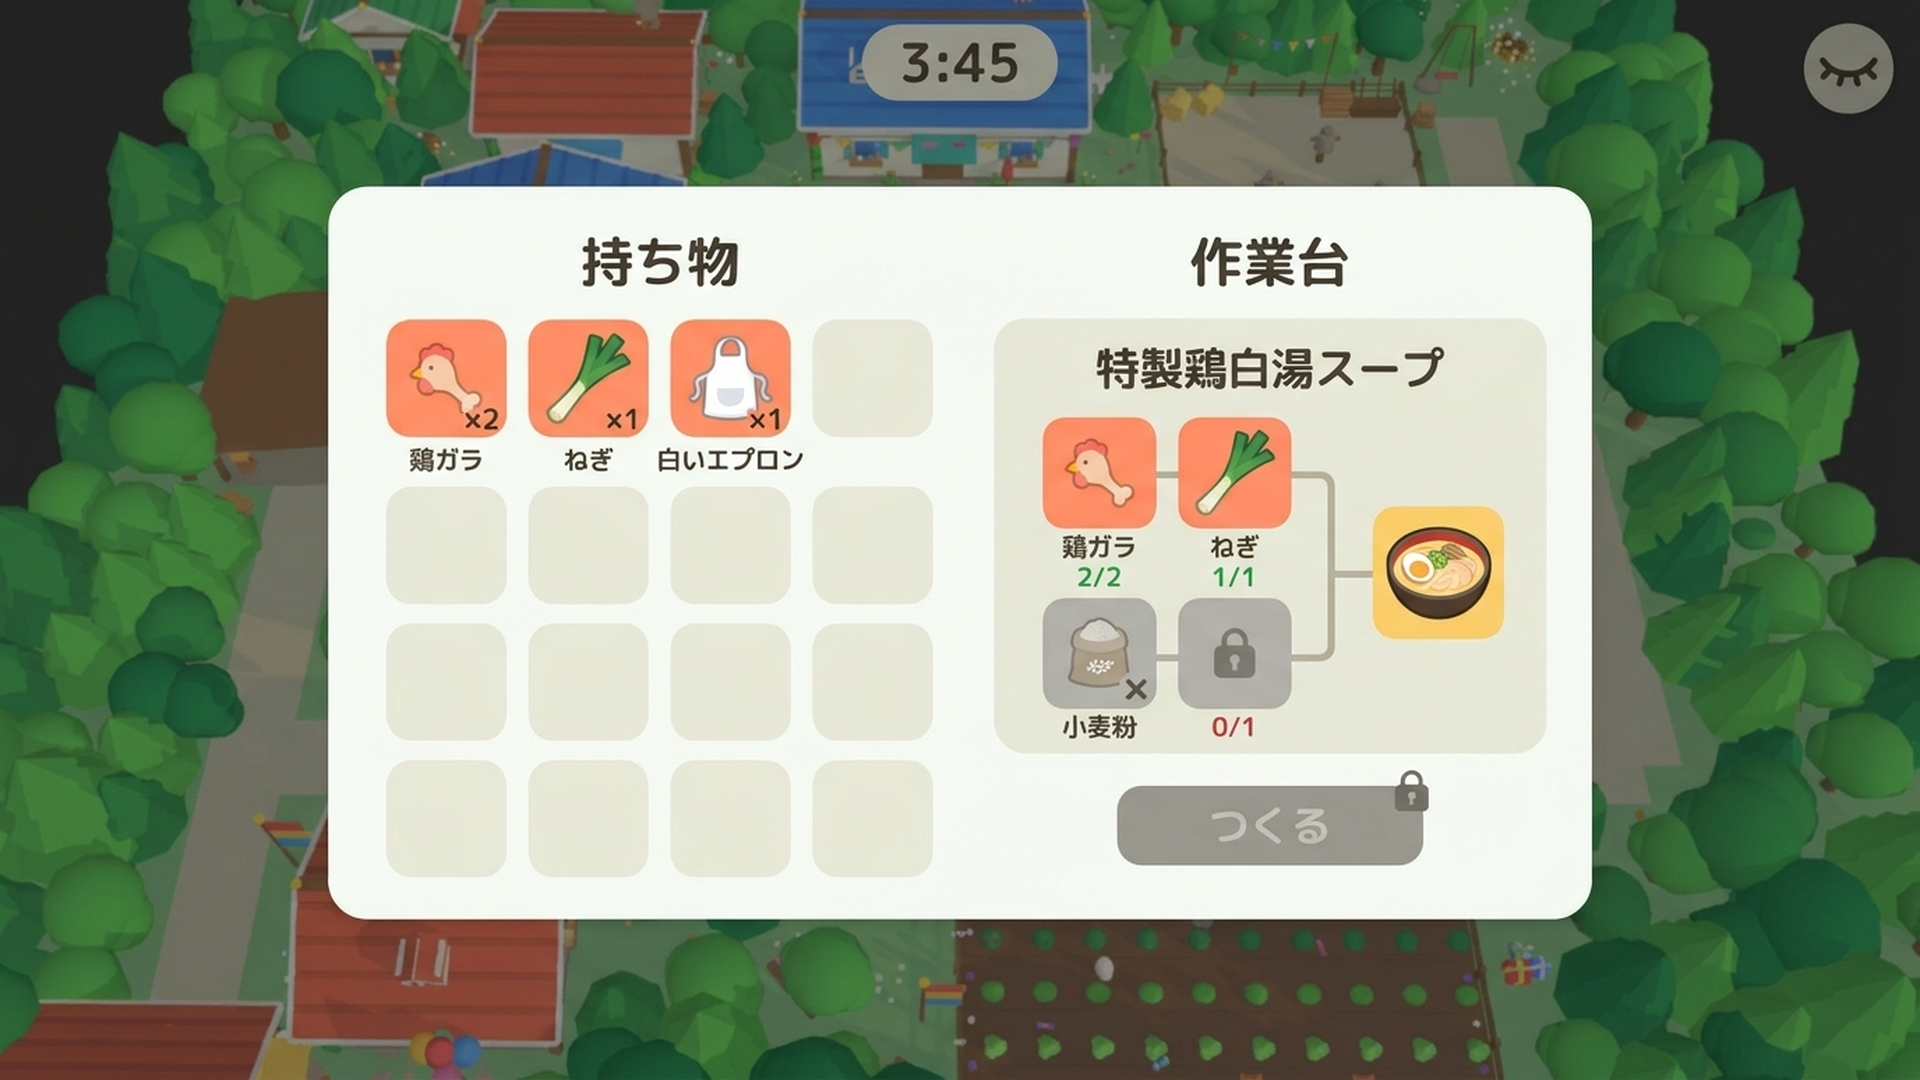 3:45
持ち物
作業台
×2
×1
×1
鶏ガラ
ねぎ
白いエプロン
特製鶏白湯スープ
鶏ガラ
ねぎ
2/2
1/1
×
小麦粉
0/1
つくる